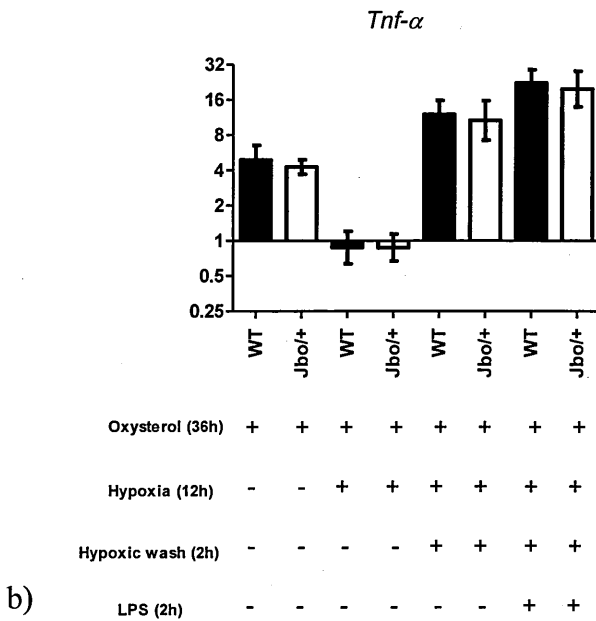 Tnf-α
32
16
8
4
2
1
0.5
0.25
WT Jbo/+ WT Jbo/+ WT Jbo/+ WT Jbo/+
Oxysterol (36h) + + + + + + + +
Hypoxia (12h) - - + + + + + +
Hypoxic wash (2h) - - - - + + + +
b) LPS (2h) - - - - - - + +